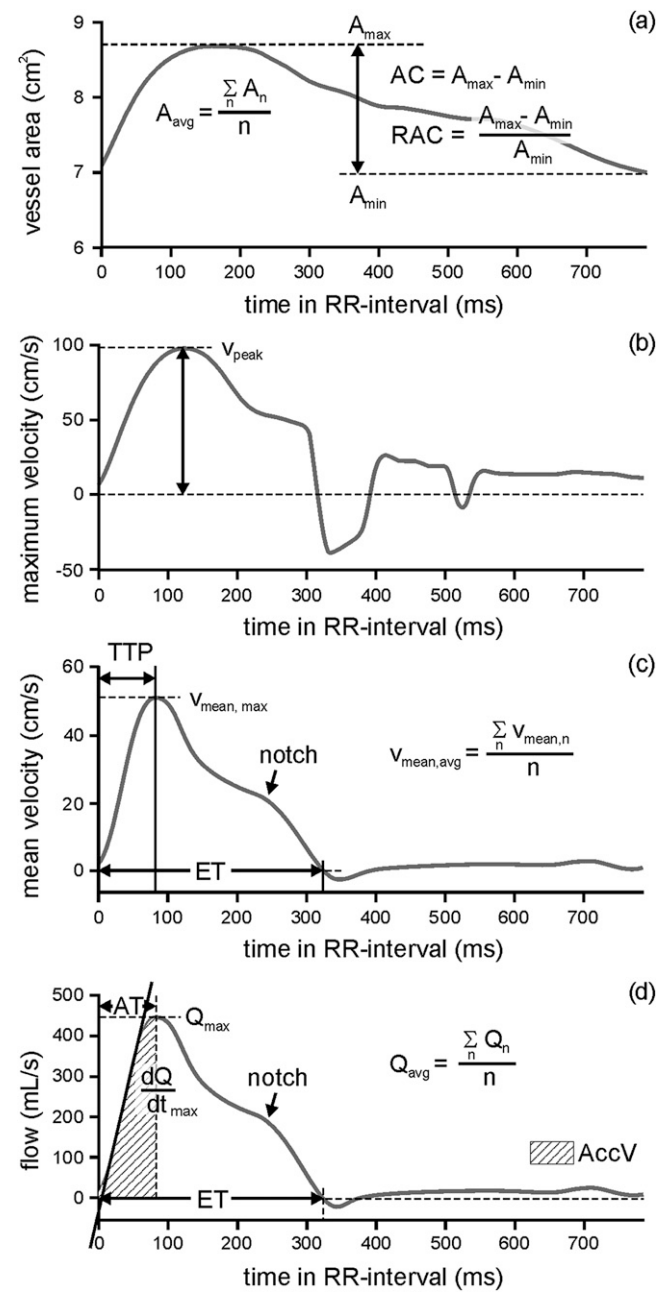 (a)
9
8
7
6
vessel area (cm²)
A_max
A_avg = Σ_n A_n / n
AC = A_max - A_min
RAC = A_max - A_min / A_min
A_min
0 100 200 300 400 500 600 700
time in RR-interval (ms)
(b)
100
50
0
-50
maximum velocity (cm/s)
v_peak
0 100 200 300 400 500 600 700
time in RR-interval (ms)
(c)
TTP
60
40
20
0
mean velocity (cm/s)
v_mean, max
notch
v_mean,avg = Σ_n v_mean,n / n
ET
0 100 200 300 400 500 600 700
time in RR-interval (ms)
(d)
500
400
300
200
100
0
flow (mL/s)
AT
Q_max
dQ / dt_max
notch
Q_avg = Σ_n Q_n / n
AccV
ET
0 100 200 300 400 500 600 700
time in RR-interval (ms)